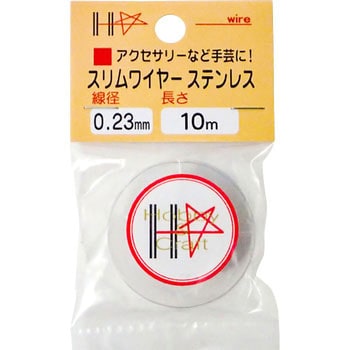 H☆
wire
■アクセサリーなど手芸に!
スリムワイヤー ステンレス
線径 長さ
0.23mm 10m
H☆
Hobby
&
Craft